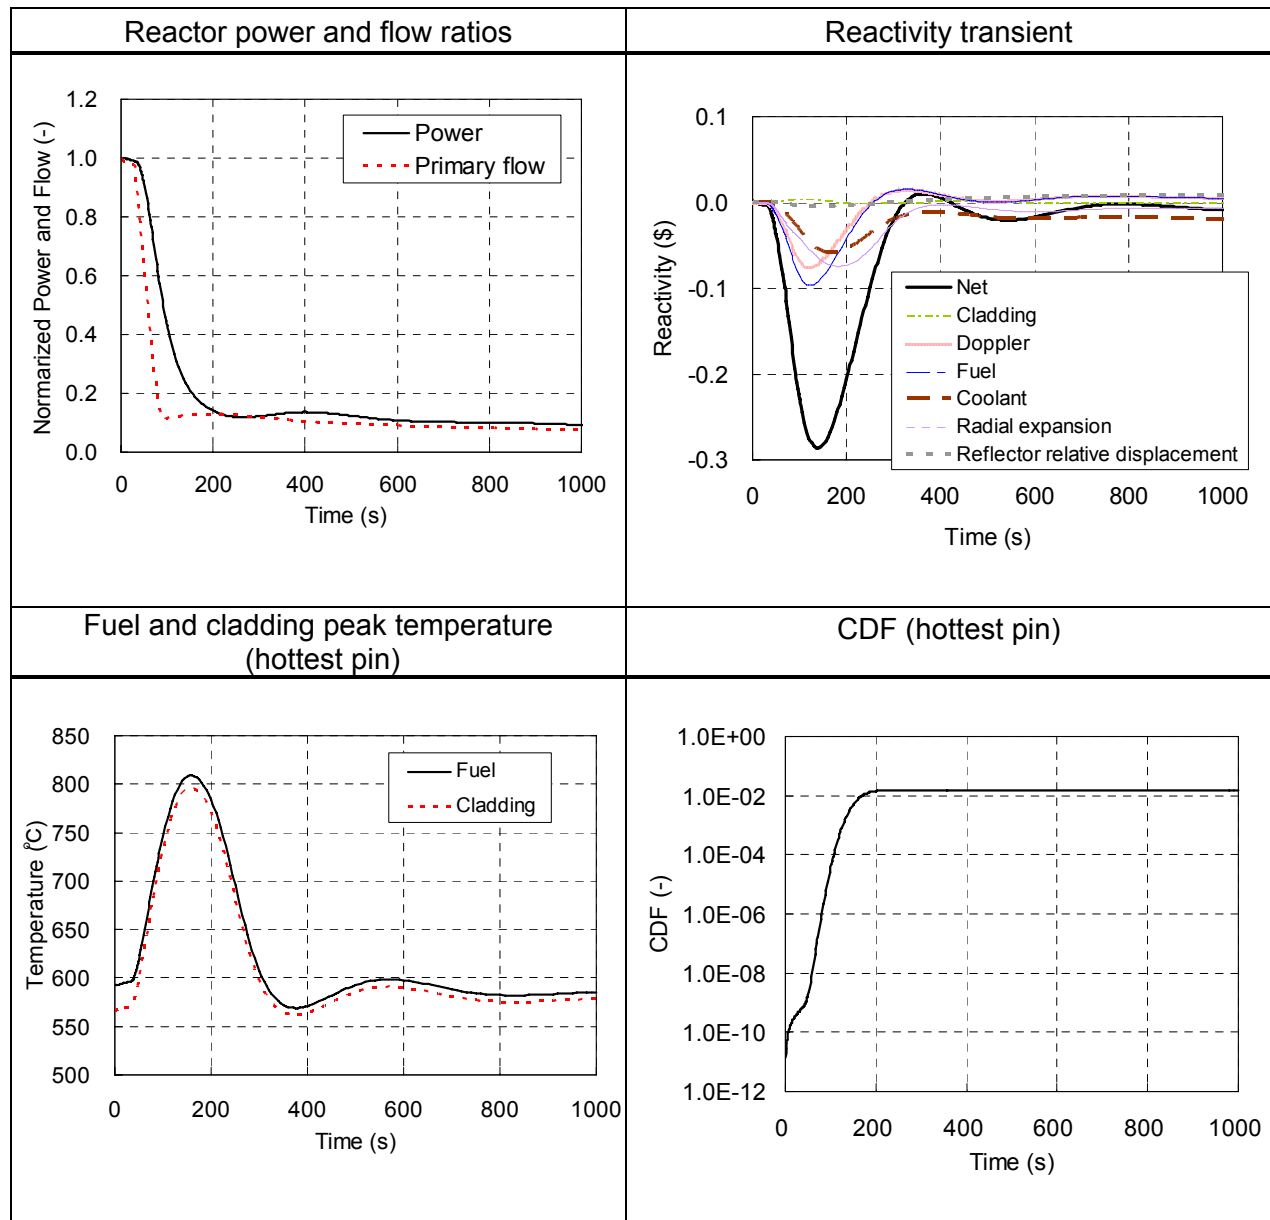 Reactor power and flow ratios
Reactivity transient
Normarlized Power and Flow (-)
1.2
1.0
0.8
0.6
0.4
0.2
0.0
0 200 400 600 800 1000
Time (s)
Power
Primary flow
Reactivity ($)
0.1
0.0
-0.1
-0.2
-0.3
0 200 400 600 800 1000
Time (s)
Net
Cladding
Doppler
Fuel
Coolant
Radial expansion
Reflector relative displacement
Fuel and cladding peak temperature
(hottest pin)
CDF (hottest pin)
Temperature (℃)
850
800
750
700
650
600
550
500
0 200 400 600 800 1000
Time (s)
Fuel
Cladding
CDF (-)
1.0E+00
1.0E-02
1.0E-04
1.0E-06
1.0E-08
1.0E-10
1.0E-12
0 200 400 600 800 1000
Time (s)